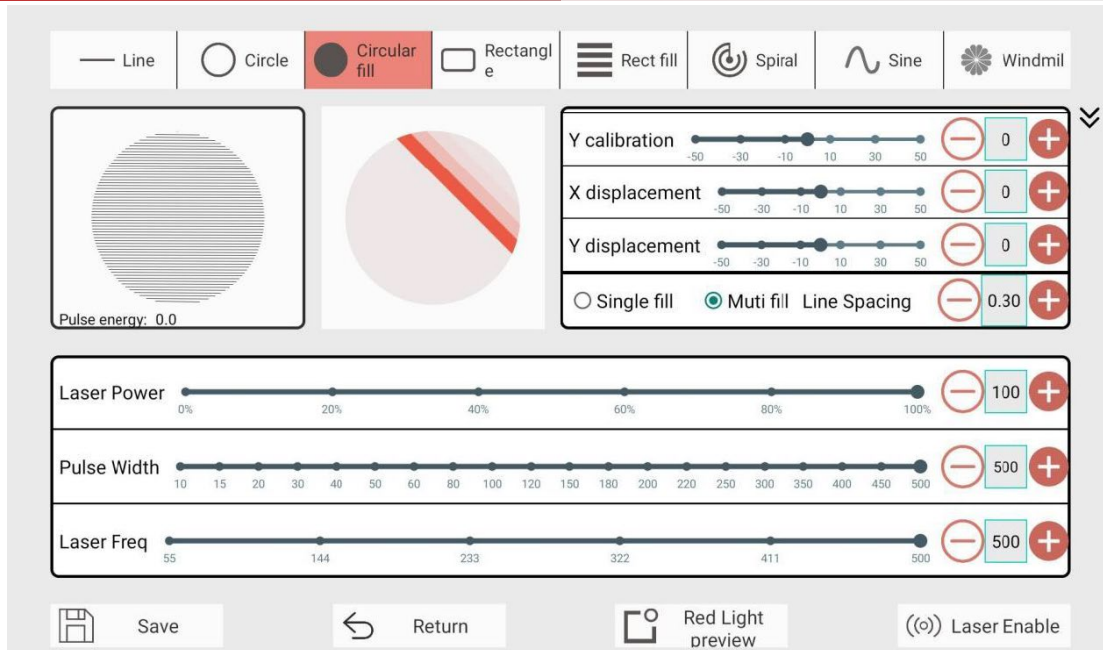 Line
Circle
Circular
fill
Rectangl
e
Rect fill
Spiral
Sine
Windmil
Pulse energy: 0.0
Y calibration
-50 -30 -10 10 30 50
0
X displacement
-50 -30 -10 10 30 50
0
Y displacement
-50 -30 -10 10 30 50
0
Single fill Muti fill Line Spacing 0.30
Laser Power
0% 20% 40% 60% 80% 100%
100
Pulse Width
10 15 20 30 40 50 60 80 100 120 150 180 200 220 250 300 350 400 450 500
500
Laser Freq
55 144 233 322 411 500
500
Save
Return
Red Light
preview
Laser Enable